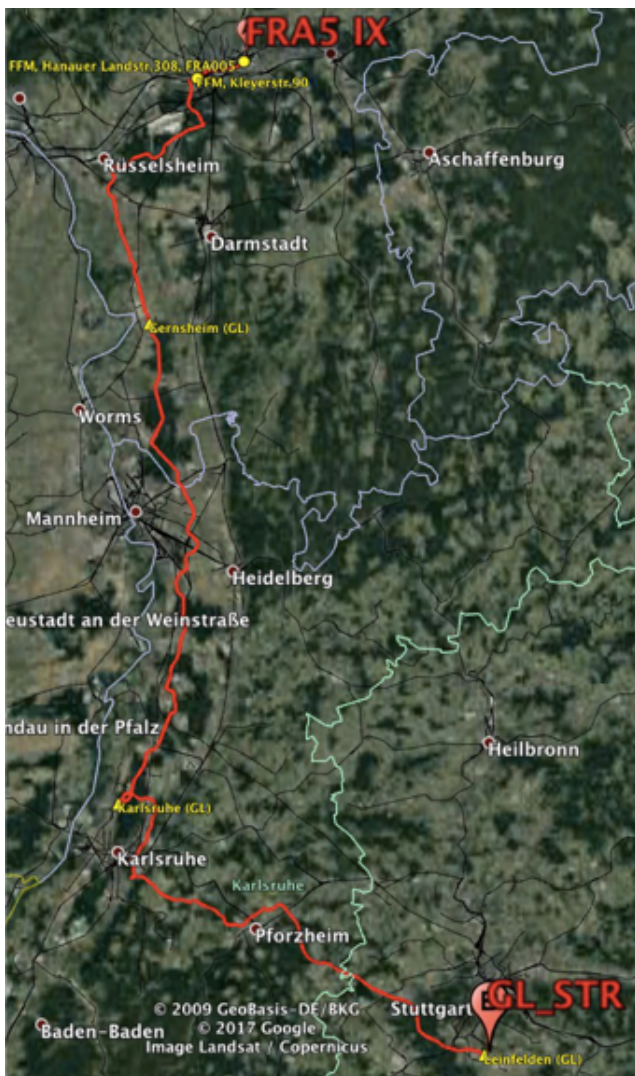 FRA5 IX
FFM, Hanauer Landstr.308, FRA005
FFM, Kleyerstr.90
Rüsselsheim
Aschaffenburg
Darmstadt
Gernsheim (GL)
Worms
Mannheim
Heidelberg
eustadt an der Weinstraße
ndau in der Pfalz
Heilbronn
Karlsruhe (GL)
Karlsruhe
Karlsruhe
Pforzheim
GL_STR
Stuttgart
© 2009 GeoBasis-DE/BKG
© 2017 Google
Image Landsat / Copernicus
Baden-Baden
Leinfelden (GL)